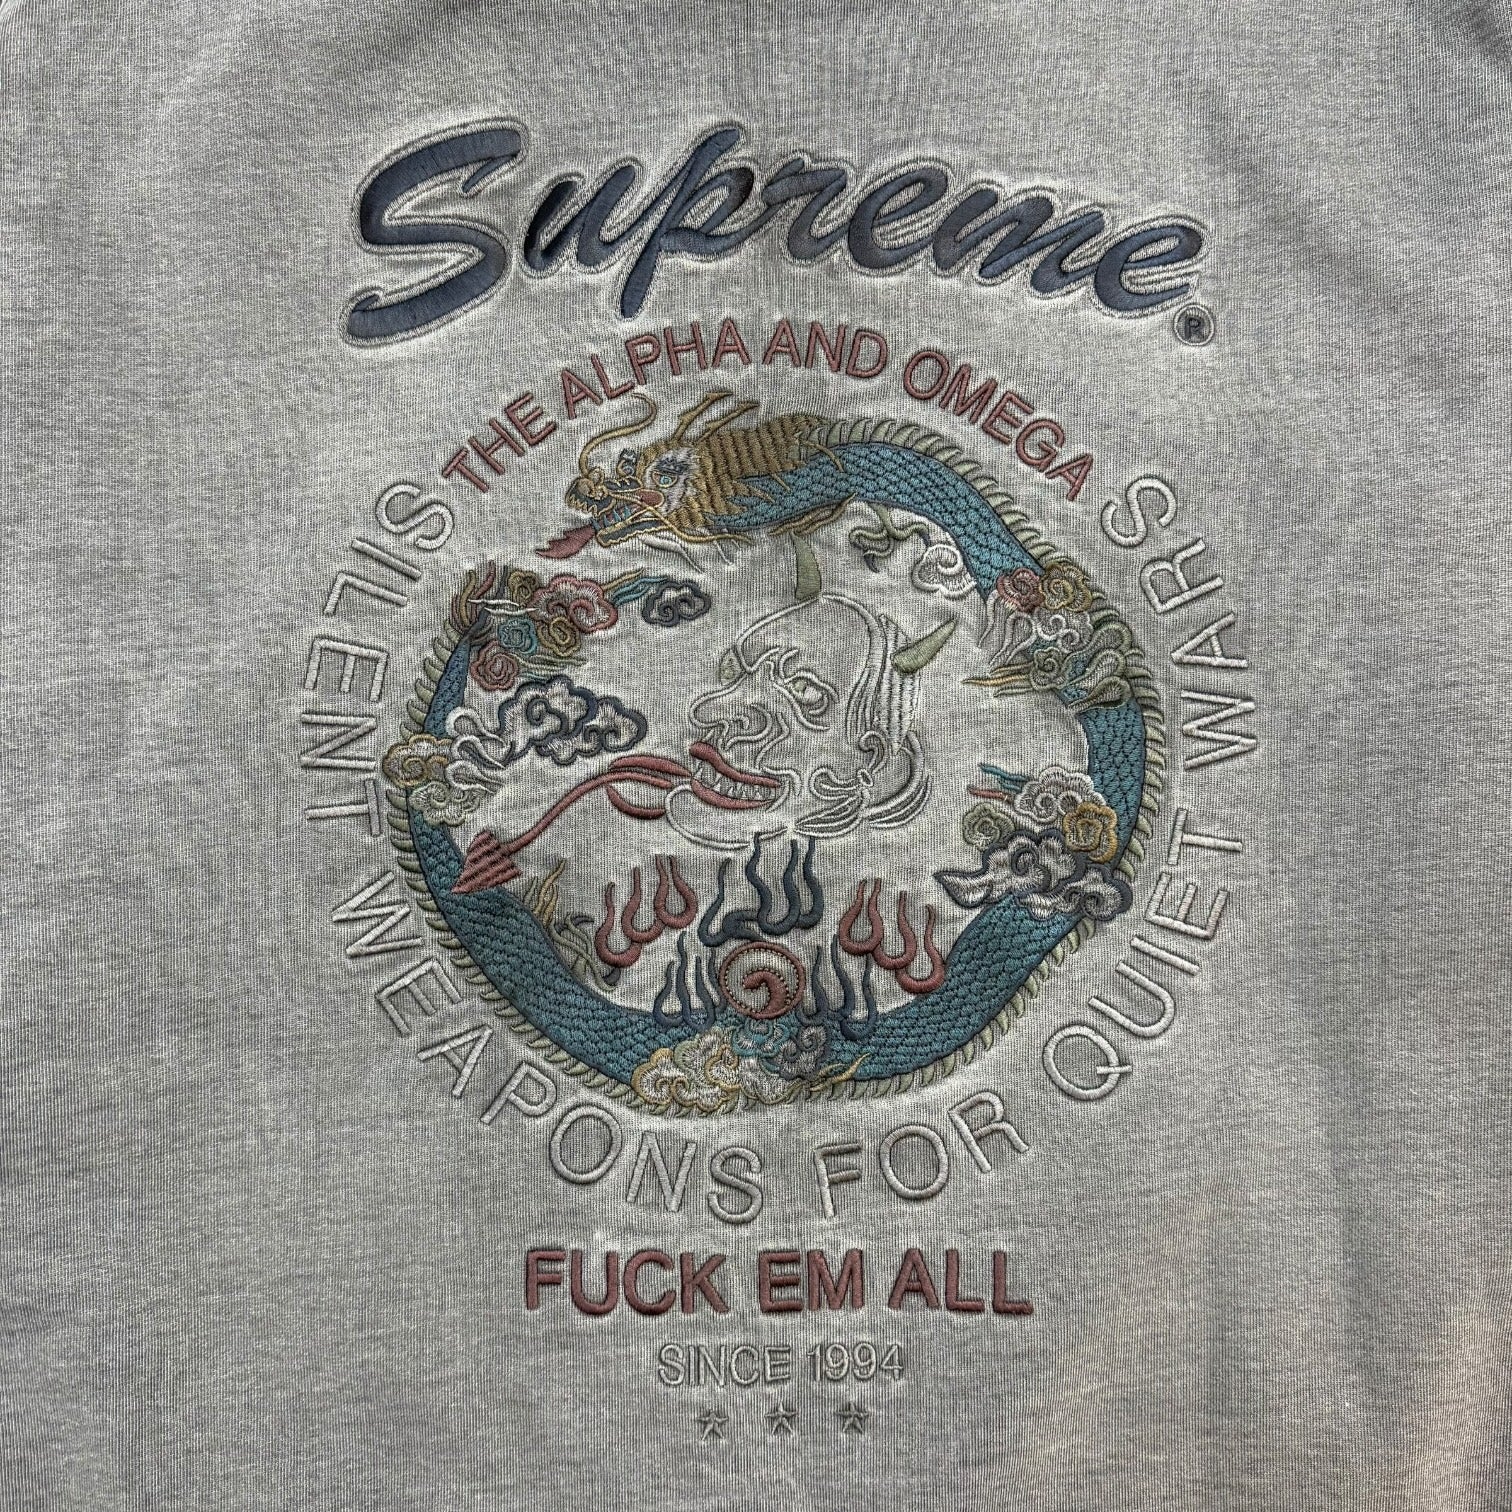 Supreme®
THE ALPHA AND OMEGA
SILENT WEAPONS FOR QUIET WARS
FUCK EM ALL
SINCE 1994